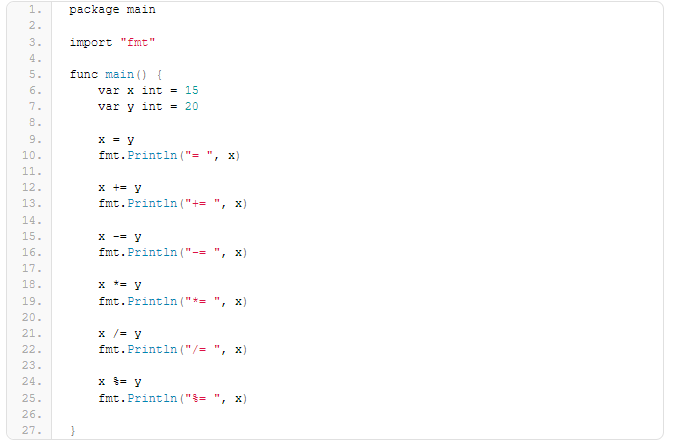 1. package main
2.
3. import "fmt"
4.
5. func main() {
6.     var x int = 15
7.     var y int = 20
8.
9.     x = y
10.     fmt.Println("= ", x)
11.
12.     x += y
13.     fmt.Println("+= ", x)
14.
15.     x -= y
16.     fmt.Println("-= ", x)
17.
18.     x *= y
19.     fmt.Println("*= ", x)
20.
21.     x /= y
22.     fmt.Println("/= ", x)
23.
24.     x %= y
25.     fmt.Println("%= ", x)
26.
27. }